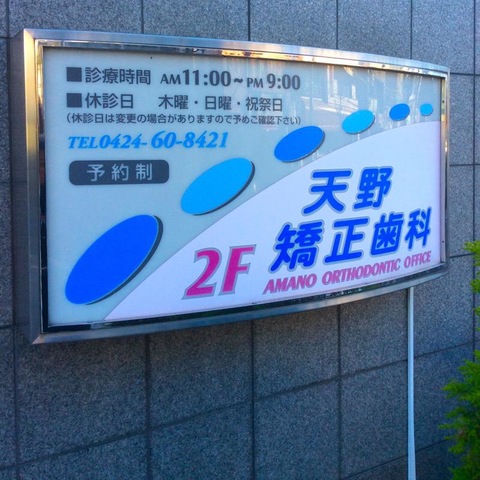 ■診療時間 AM11:00~PM9:00
■休診日 木曜・日曜・祝祭日
(休診日は変更の場合がありますので予めご確認下さい)
TEL0424-60-8421
予約制
天野
矯正歯科
2F
AMANO ORTHODONTIC OFFICE